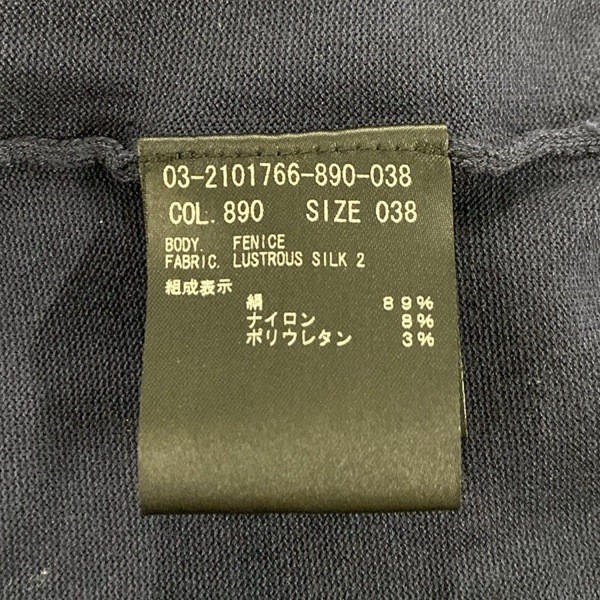 03-2101766-890-038
COL. 890 SIZE 038
BODY. FENICE
FABRIC. LUSTROUS SILK 2
組成表示
絹 89%
ナイロン 8%
ポリウレタン 3%